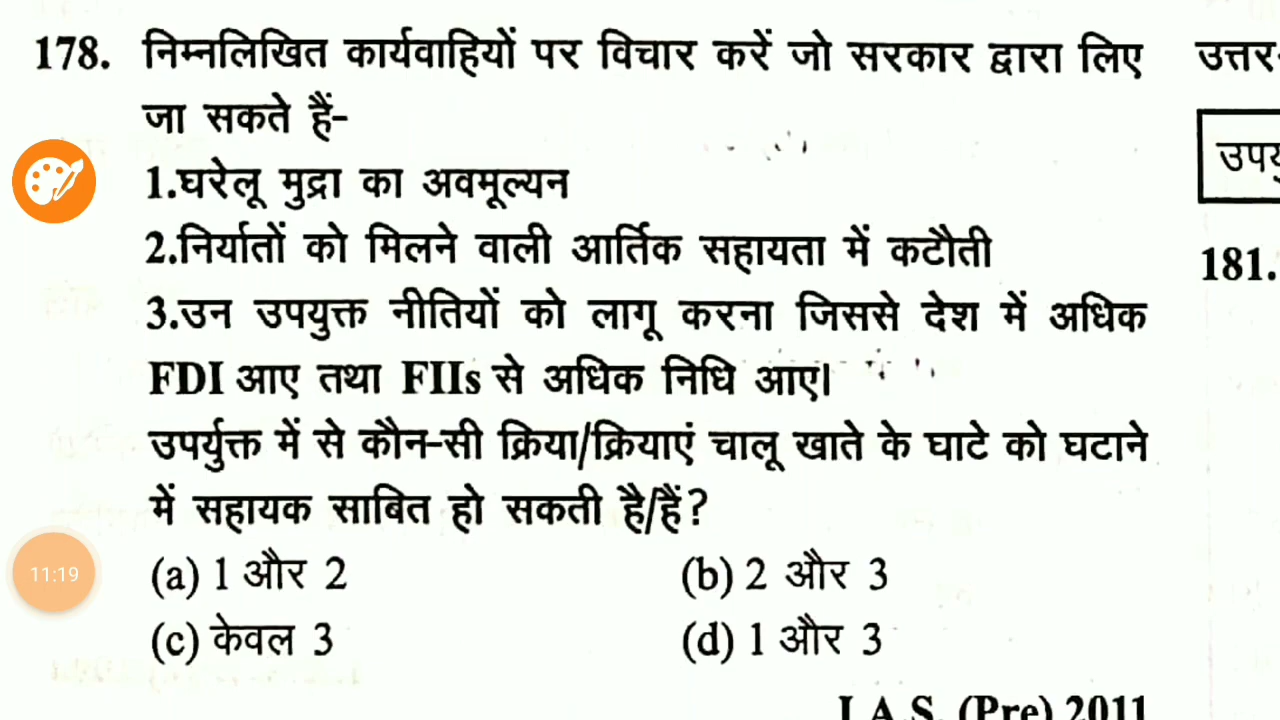 178. निम्नलिखित कार्यवाहियों पर विचार करें जो सरकार द्वारा लिए
जा सकते हैं-
1.घरेलू मुद्रा का अवमूल्यन
2.निर्यातों को मिलने वाली आर्तिक सहायता में कटौती
3.उन उपयुक्त नीतियों को लागू करना जिससे देश में अधिक
FDI आए तथा FIIs से अधिक निधि आए।
उपर्युक्त में से कौन-सी क्रिया/क्रियाएं चालू खाते के घाटे को घटाने
में सहायक साबित हो सकती है/हैं?
(a) 1 और 2 (b) 2 और 3
(c) केवल 3 (d) 1 और 3
I.A.S. (Pre) 2011
181.
11:19